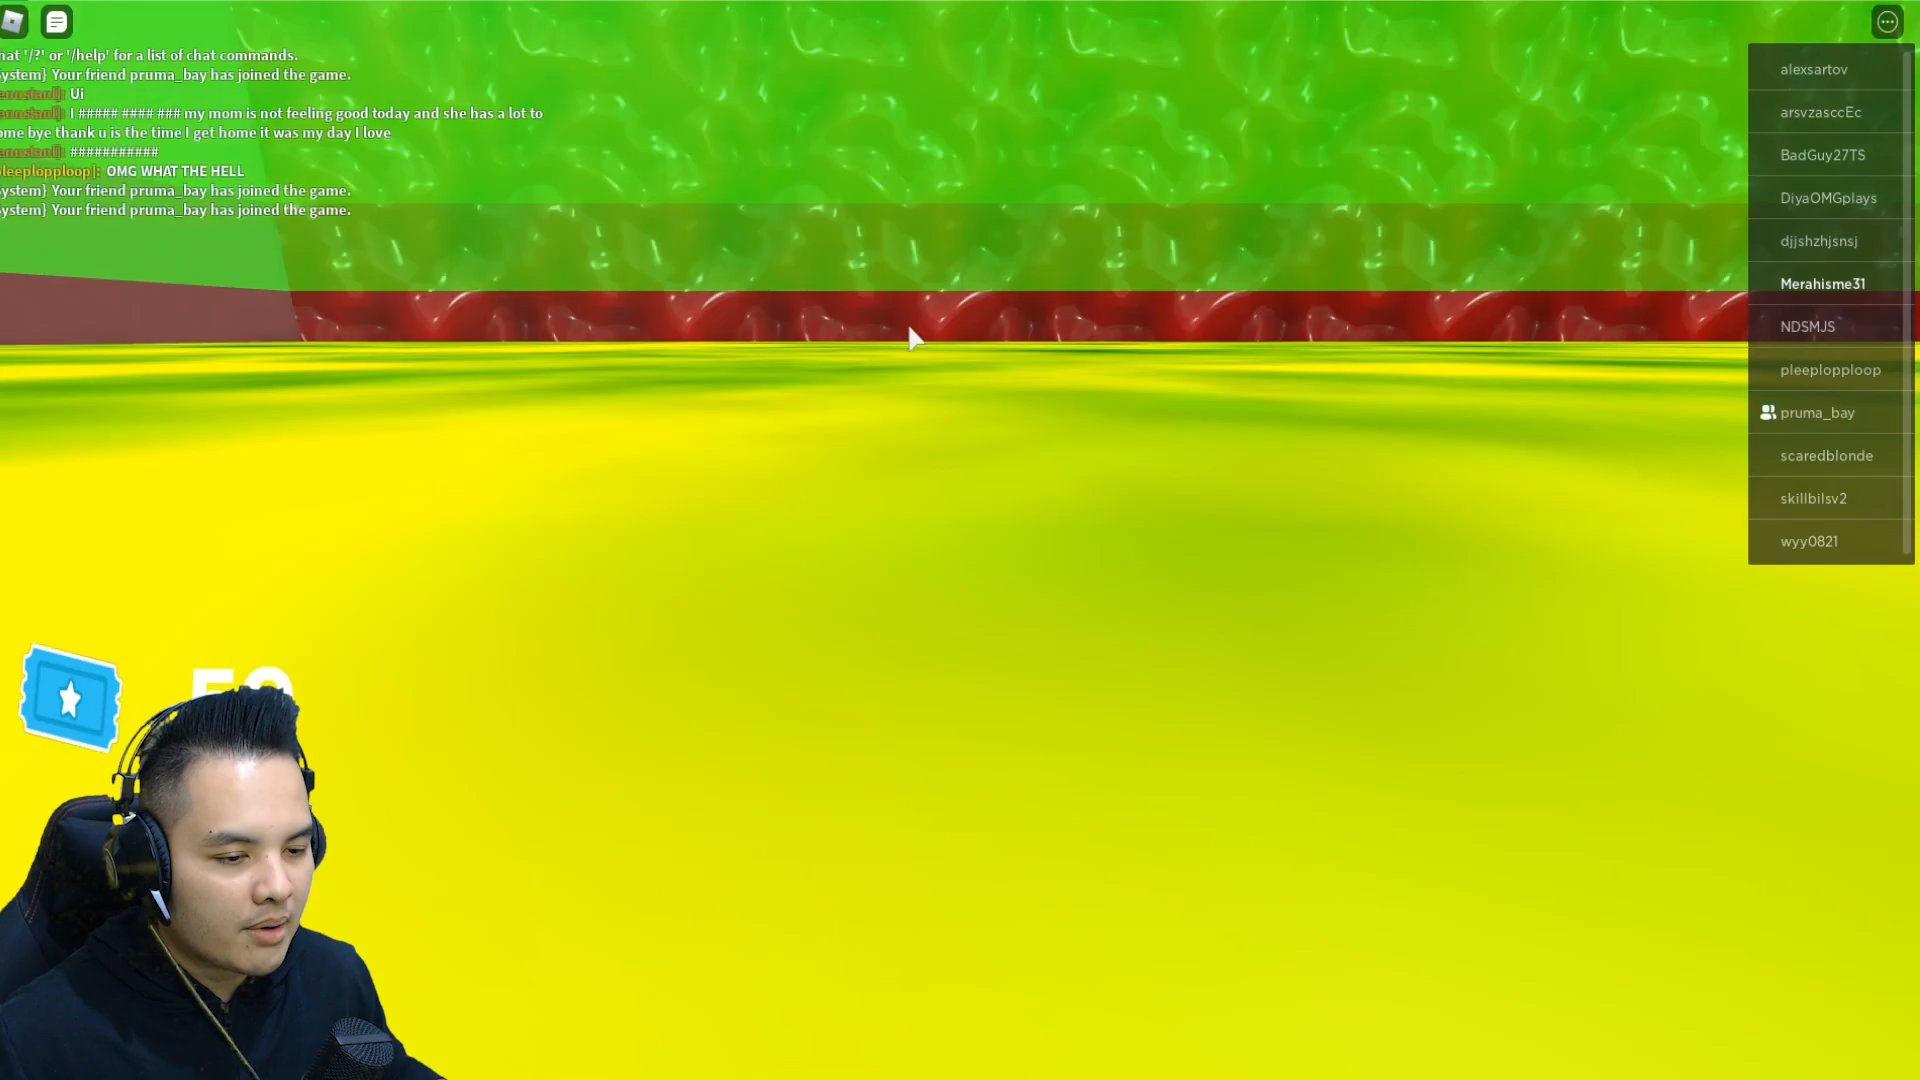 hat '/?' or '/help' for a list of chat commands.
ystem} Your friend pruma_bay has joined the game.
Ui
I ##### #### ### my mom is not feeling good today and she has a lot to
ome bye thank u is the time I get home it was my day I love
###########
leeplopploop]: OMG WHAT THE HELL
ystem} Your friend pruma_bay has joined the game.
ystem} Your friend pruma_bay has joined the game.
alexsartov
arsvzasccEc
BadGuy27TS
DiyaOMGplays
djjshzhjsnsj
Merahisme31
NDSMJS
pleeplopploop
pruma_bay
scaredblonde
skillbilsv2
wyy0821